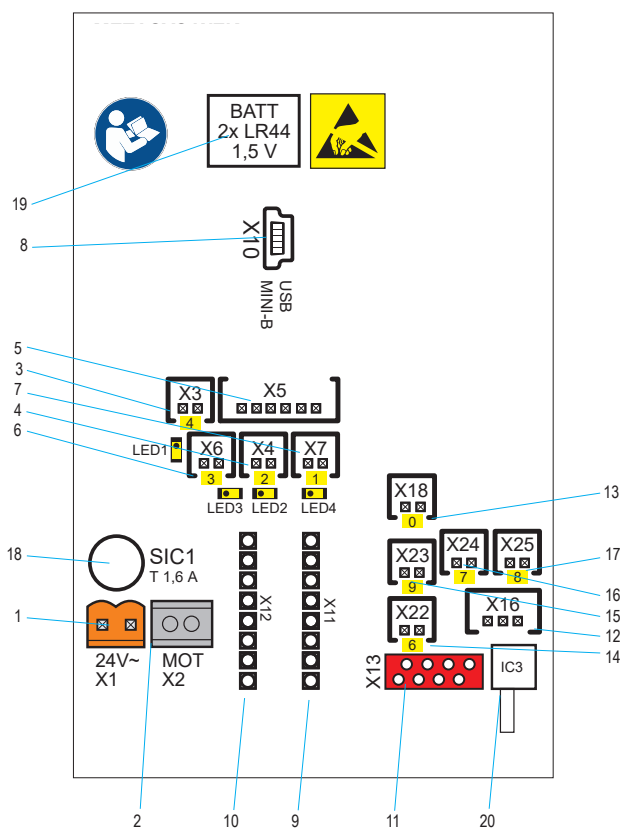 BATT
2x LR44
1,5 V
19
8
X10
USB
MINI-B
5
3
7
4
6
X3
4
X5
LED1
X6
3
X4
2
X7
1
LED3
LED2
LED4
X18
0
13
X24
7
X25
8
17
16
X23
9
15
X16
12
X22
6
14
18
SIC1
T 1,6 A
1
24V~
X1
MOT
X2
X12
X11
X13
IC3
2
10
9
11
20